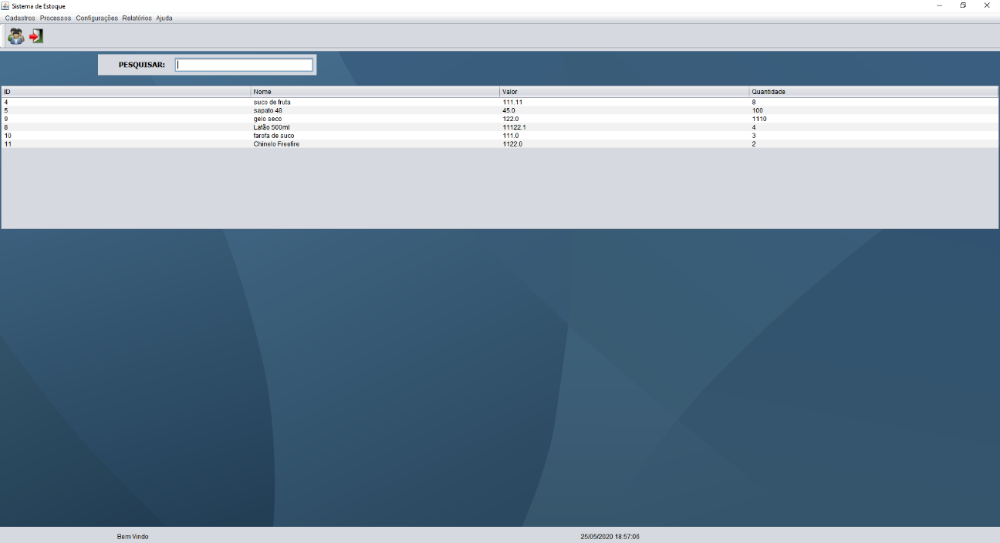 Sistema de Estoque
Cadastros Processos Configurações Relatórios Ajuda
PESQUISAR:
ID Nome Valor Quantidade
4 suco de fruta 111.11 8
5 sapato 48 45.0 100
9 gelo seco 122.0 1110
8 Latão 500ml 11122.1 4
10 farofa de suco 111.0 3
11 Chinelo Freefire 1122.0 2
Bem Vindo 25/05/2020 18:57:06